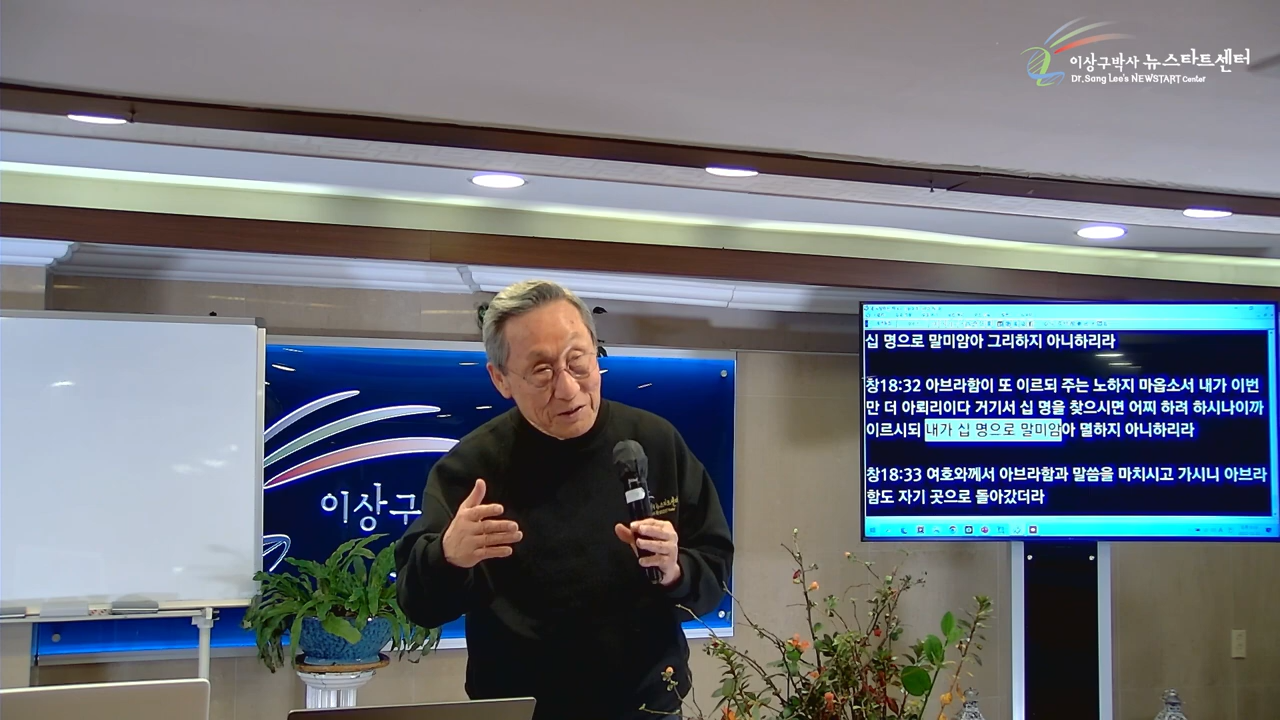 이상구박사 뉴스타트센터
Dr. Sang Lee's NEWSTART Center
십 명으로 말미암아 그리하지 아니하리라
창18:32 아브라함이 또 이르되 주는 노하지 마옵소서 내가 이번
만 더 아뢰리이다 거기서 십 명을 찾으시면 어찌 하려 하시나이까
이르시되 내가 십 명으로 말미암아 멸하지 아니하리라
창18:33 여호와께서 아브라함과 말씀을 마치시고 가시니 아브라
함도 자기 곳으로 돌아갔더라
이상구